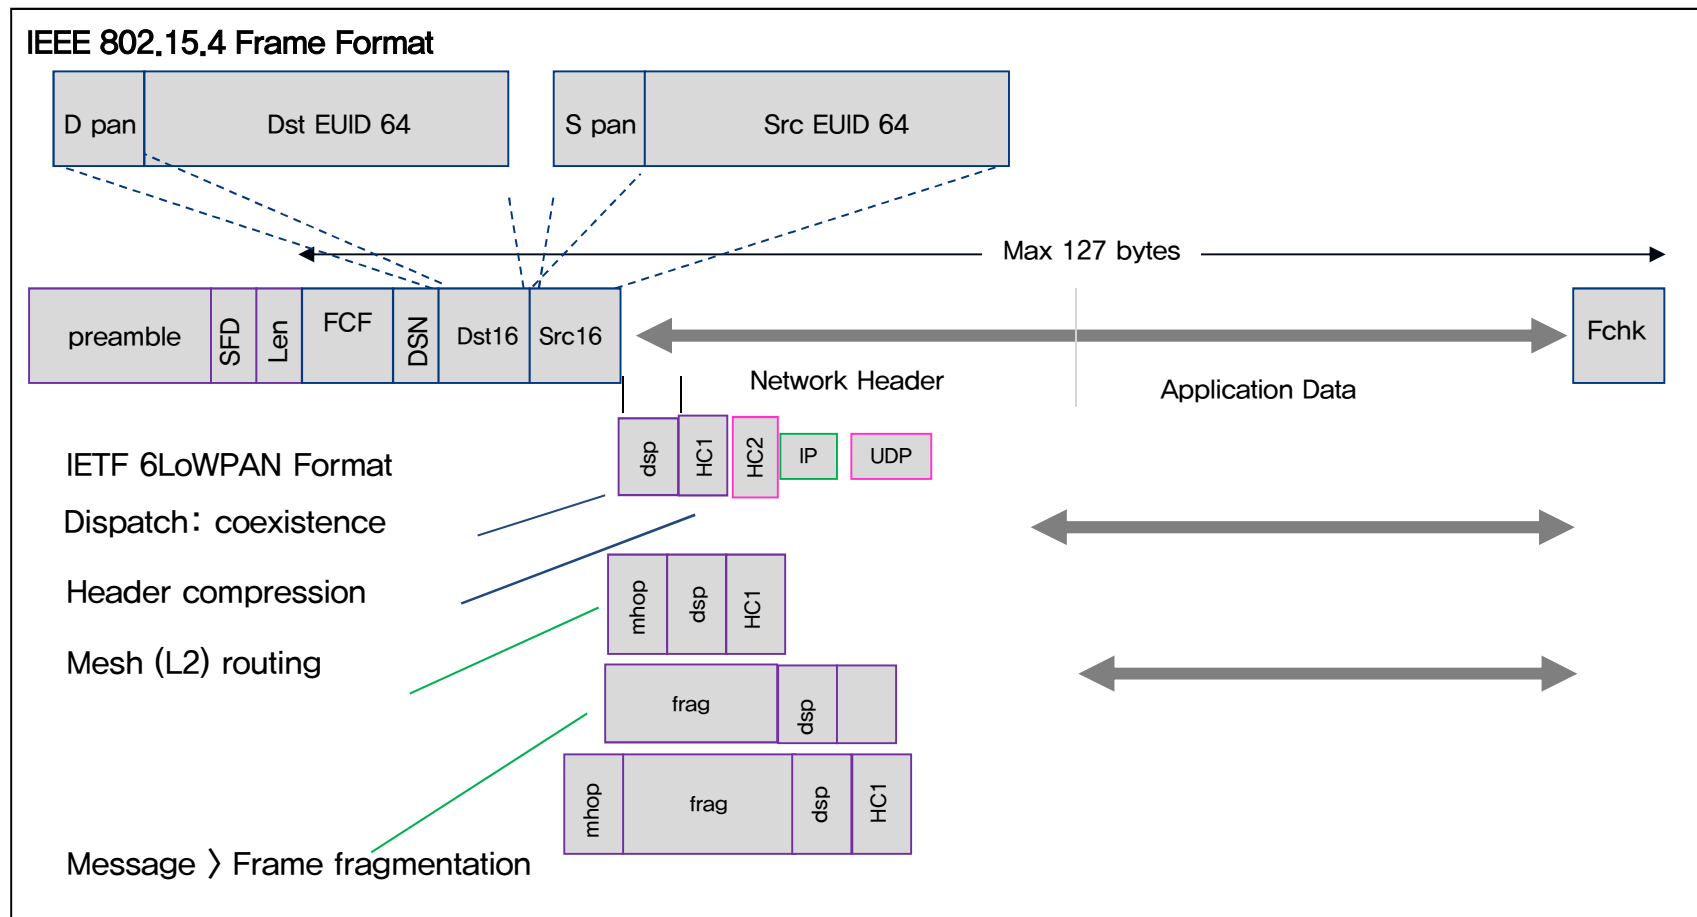 IEEE 802.15.4 Frame Format
D pan Dst EUID 64 S pan Src EUID 64
Max 127 bytes
preamble SFD Len FCF DSN Dst16 Src16 Fchk
Network Header Application Data
IETF 6LoWPAN Format dsp HC1 HC2 IP UDP
Dispatch: coexistence
Header compression mhop dsp HC1
Mesh (L2) routing
frag dsp
mhop frag dsp HC1
Message > Frame fragmentation